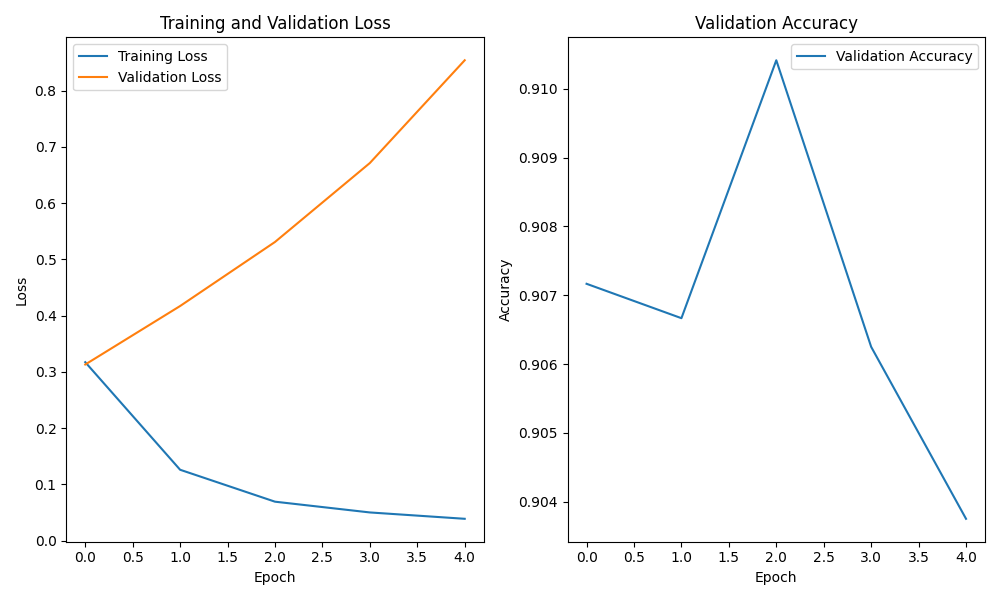 Training and Validation Loss
Training Loss
Validation Loss
0.8
0.7
0.6
0.5
0.4
0.3
0.2
0.1
0.0
Loss
0.0 0.5 1.0 1.5 2.0 2.5 3.0 3.5 4.0
Epoch
Validation Accuracy
Validation Accuracy
0.910
0.909
0.908
0.907
0.906
0.905
0.904
Accuracy
0.0 0.5 1.0 1.5 2.0 2.5 3.0 3.5 4.0
Epoch